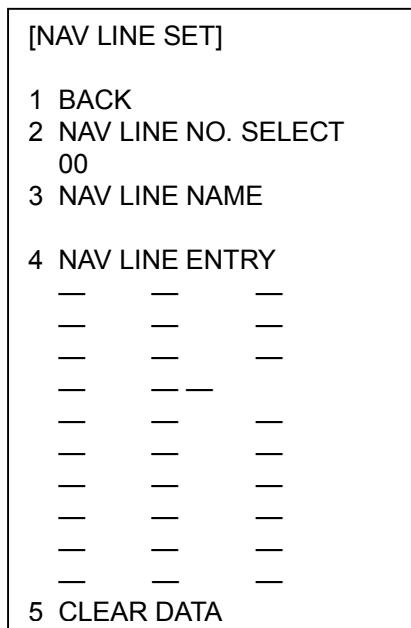 [NAV LINE SET]
1 BACK
2 NAV LINE NO. SELECT
00
3 NAV LINE NAME
4 NAV LINE ENTRY
— — —
— — —
— — —
— — —
— — —
— — —
— — —
— — —
— — —
— — —
5 CLEAR DATA